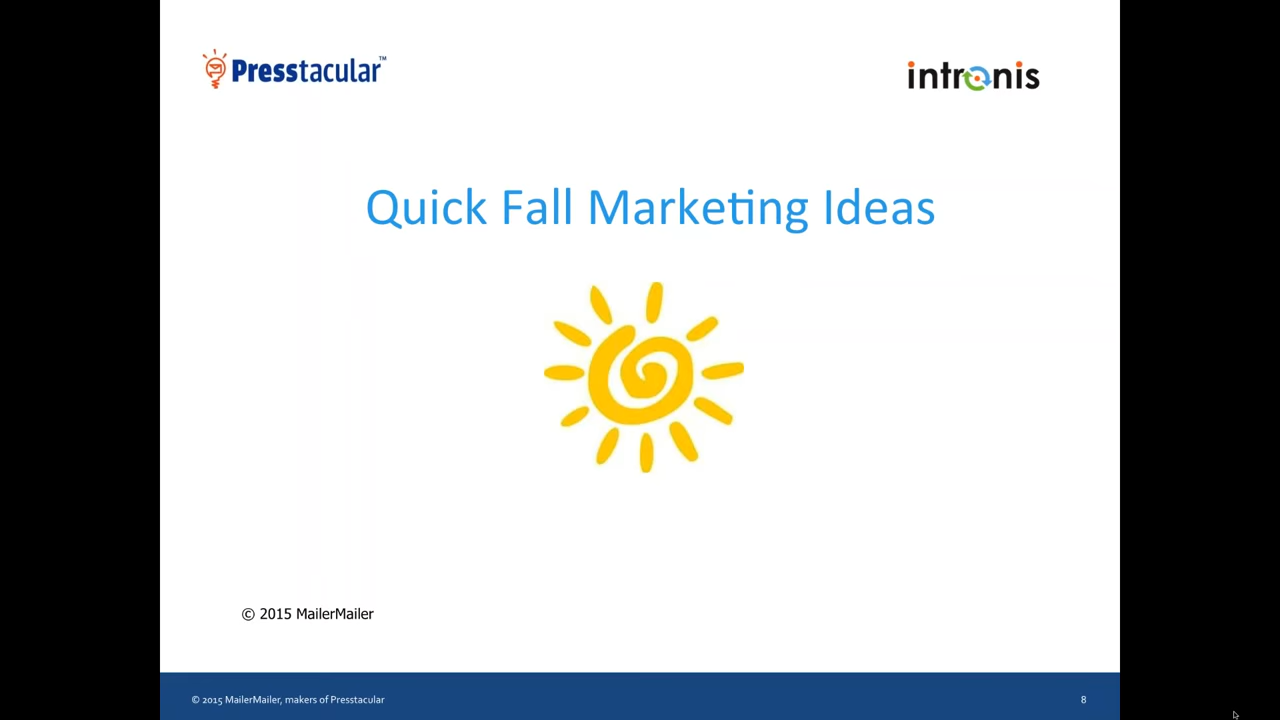 Presstacular™
intronis
Quick Fall Marketing Ideas
© 2015 MailerMailer
© 2015 MailerMailer, makers of Presstacular
8